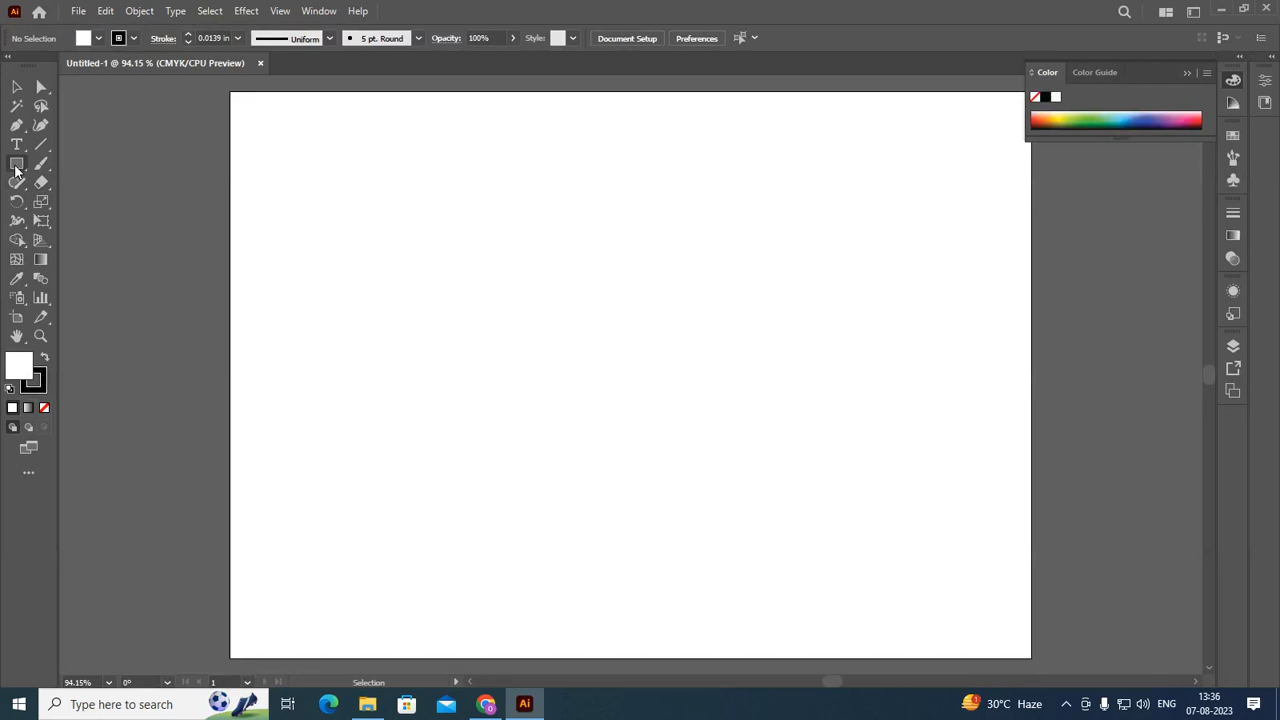 Ai File Edit Object Type Select Effect View Window Help
No Selection Stroke: 0.0139 in Uniform 5 pt. Round Opacity: 100% Style: Document Setup Preferences
Untitled-1 @ 94.15 % (CMYK/CPU Preview)
Color Color Guide
T
94.15% 0° 1 Selection
Type here to search Ai 30°C Haze ENG 13:36
07-08-2023